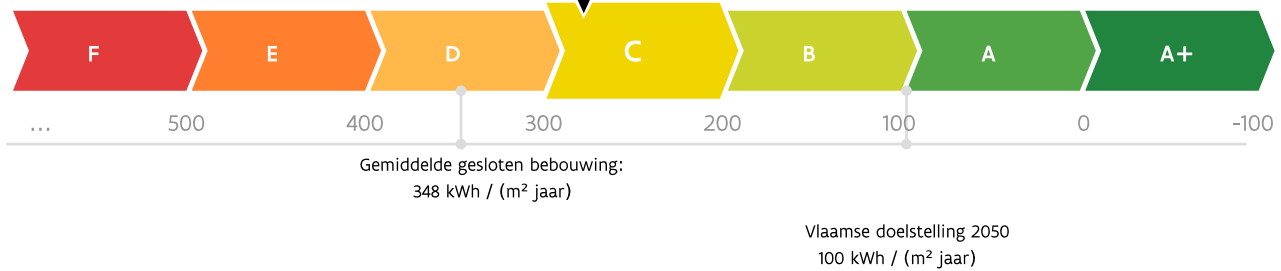 F E D C B A A+
... 500 400 300 200 100 0 -100
Gemiddelde gesloten bebouwing:
348 kWh / (m² jaar)
Vlaamse doelstelling 2050
100 kWh / (m² jaar)